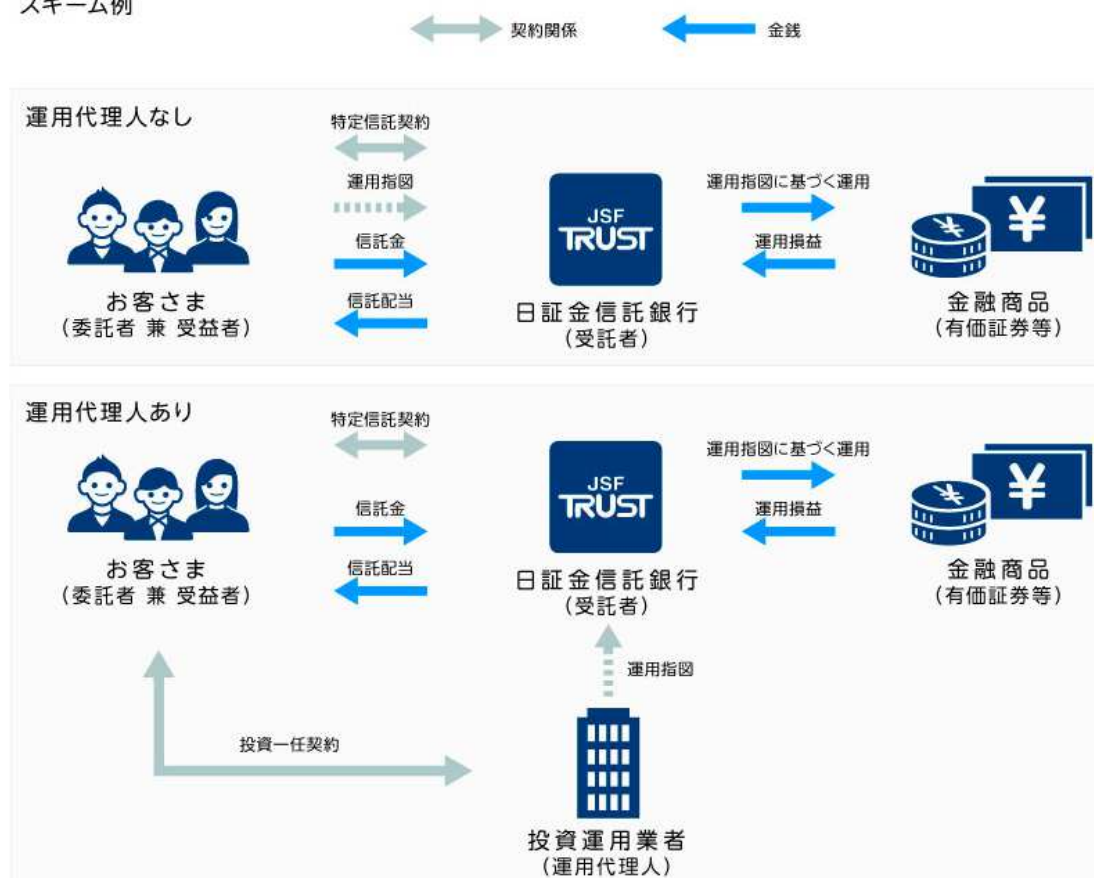 スキーム例
契約関係
金銭
運用代理人なし
特定信託契約
運用指図
信託金
信託配当
お客さま
(委託者 兼 受益者)
JSF
TRUST
日証金信託銀行
(受託者)
運用指図に基づく運用
運用損益
¥
¥
金融商品
(有価証券等)
運用代理人あり
特定信託契約
信託金
信託配当
お客さま
(委託者 兼 受益者)
JSF
TRUST
日証金信託銀行
(受託者)
運用指図に基づく運用
運用損益
¥
¥
金融商品
(有価証券等)
運用指図
投資一任契約
投資運用業者
(運用代理人)